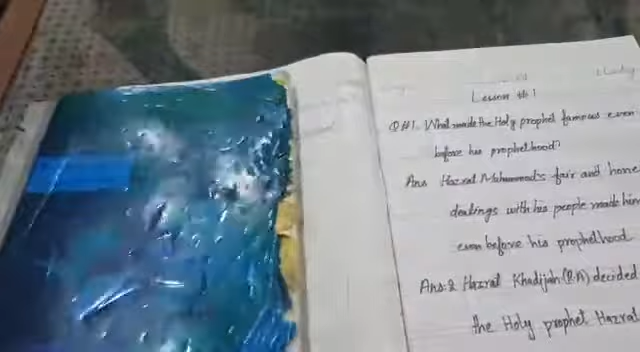 Lesson # 1
Q#1. What made the Holy prophet famous even
before his prophethood?
Ans Hazrat Muhammad's fair and hone
dealings with his people made him
even before his prophethood
Ans:2 Hazrat Khadijah (RA) decided
the Holy prophet Hazrat